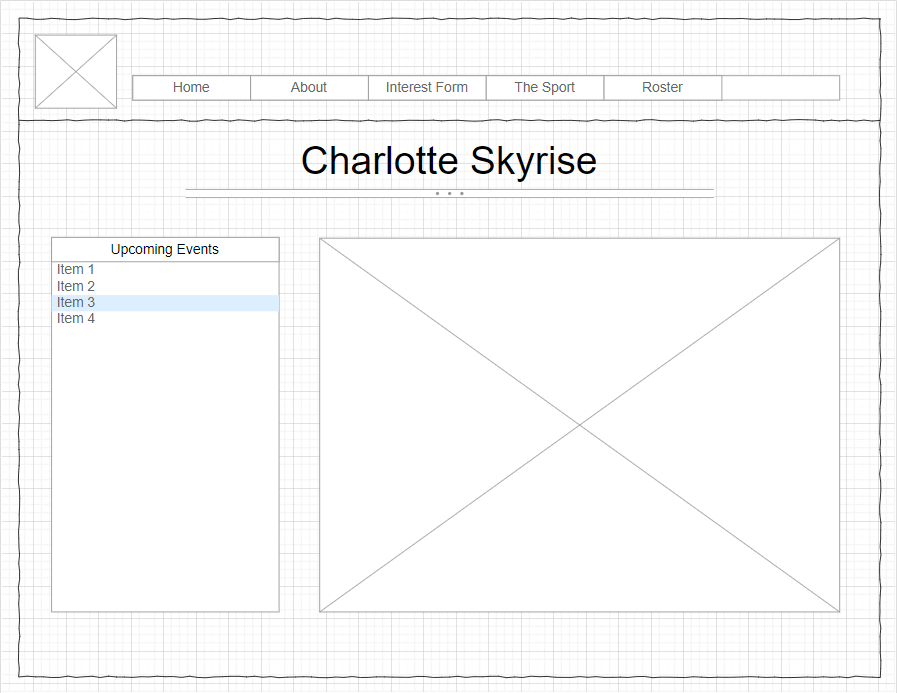 Home About Interest Form The Sport Roster
Charlotte Skyrise
Upcoming Events
Item 1
Item 2
Item 3
Item 4